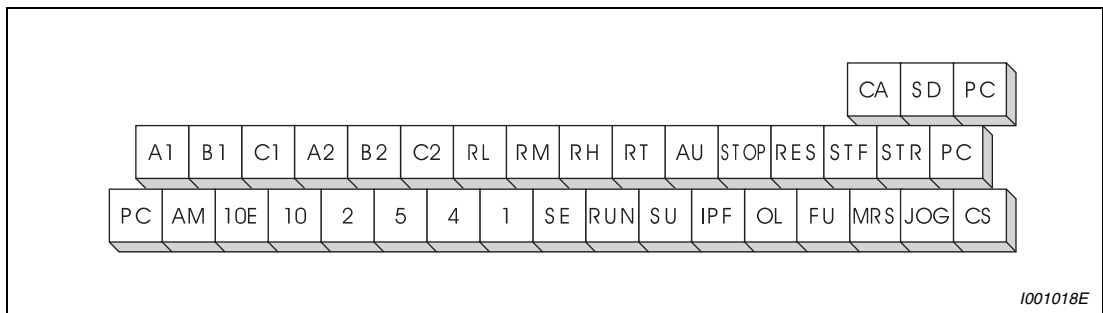 CA SD PC
A1 B1 C1 A2 B2 C2 RL RM RH RT AU STOP RES STF STR PC
PC AM 10E 10 2 5 4 1 SE RUN SU IPF OL FU MRS JOG CS
I001018E